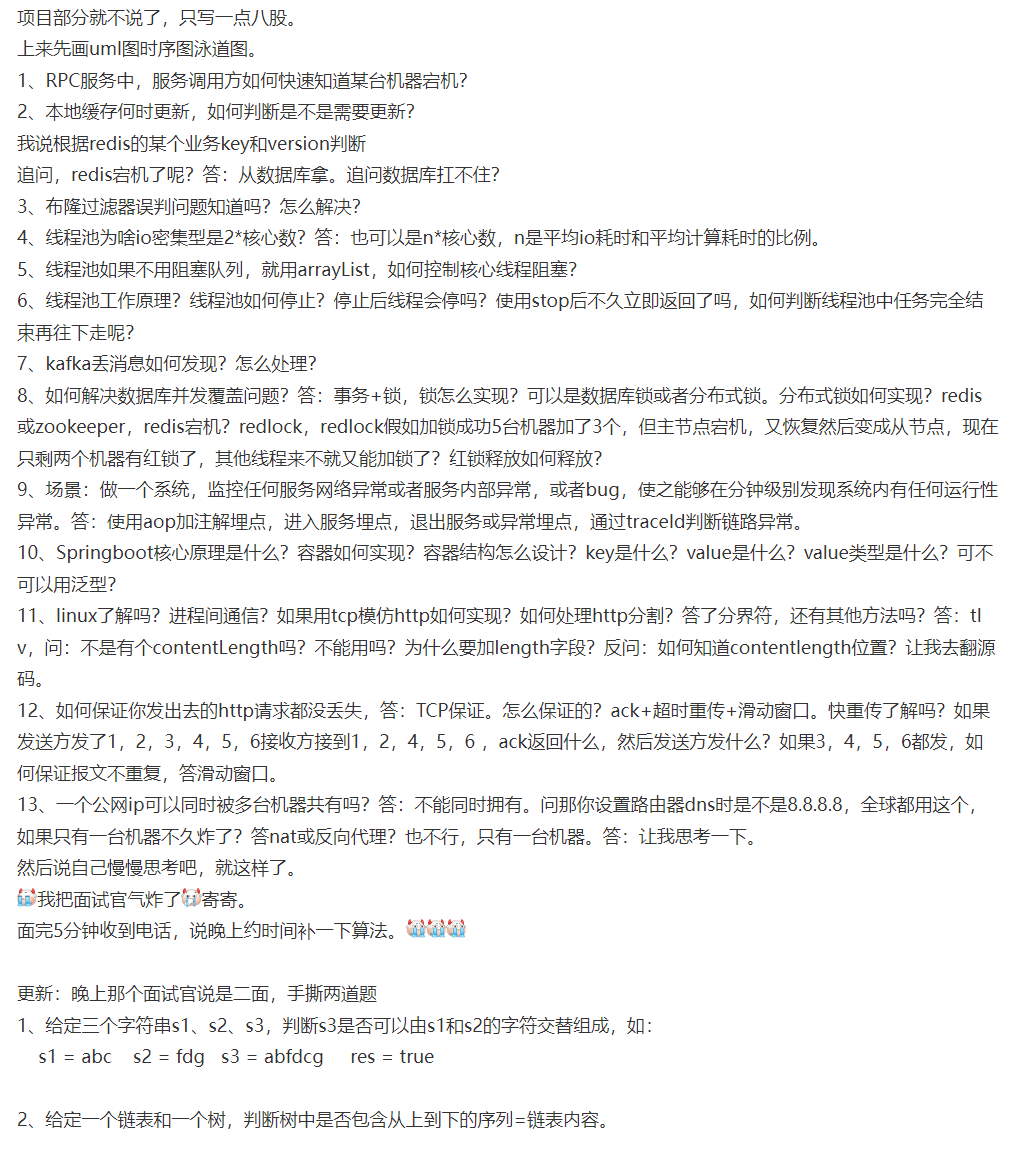 项目部分就不说了，只写一点八股。
上来先画uml图时序图泳道图。
1、RPC服务中，服务调用方如何快速知道某台机器宕机？
2、本地缓存何时更新，如何判断是不是需要更新？
我说根据redis的某个业务key和version判断
追问，redis宕机了呢？答：从数据库拿。追问数据库扛不住？
3、布隆过滤器误判问题知道吗？怎么解决？
4、线程池为啥io密集型是2*核心数？答：也可以是n*核心数，n是平均io耗时和平均计算耗时的比例。
5、线程池如果不用阻塞队列，就用arrayList，如何控制核心线程阻塞？
6、线程池工作原理？线程池如何停止？停止后线程会停吗？使用stop后不久立即返回了吗，如何判断线程池中任务完全结
束再往下走呢？
7、kafka丢消息如何发现？怎么处理？
8、如何解决数据库并发覆盖问题？答：事务+锁，锁怎么实现？可以是数据库锁或者分布式锁。分布式锁如何实现？redis
或zookeeper，redis宕机？redlock，redlock假如加锁成功5台机器加了3个，但主节点宕机，又恢复然后变成从节点，现在
只剩两个机器有红锁了，其他线程来不就又能加锁了？红锁释放如何释放？
9、场景：做一个系统，监控任何服务网络异常或者服务内部异常，或者bug，使之能够在分钟级别发现系统内有任何运行性
异常。答：使用aop加注解埋点，进入服务埋点，退出服务或异常埋点，通过traceId判断链路异常。
10、Springboot核心原理是什么？容器如何实现？容器结构怎么设计？key是什么？value是什么？value类型是什么？可不
可以用泛型？
11、linux了解吗？进程间通信？如果用tcp模仿http如何实现？如何处理http分割？答了分界符，还有其他方法吗？答：tl
v，问：不是有个contentLength吗？不能用吗？为什么要加length字段？反问：如何知道contentlength位置？让我去翻源
码。
12、如何保证你发出去的http请求都没丢失，答：TCP保证。怎么保证的？ack+超时重传+滑动窗口。快重传了解吗？如果
发送方发了1，2，3，4，5，6接收方接到1，2，4，5，6 ，ack返回什么，然后发送方发什么？如果3，4，5，6都发，如
何保证报文不重复，答滑动窗口。
13、一个公网ip可以同时被多台机器共有吗？答：不能同时拥有。问那你设置路由器dns时是不是8.8.8.8，全球都用这个，
如果只有一台机器不久炸了？答nat或反向代理？也不行，只有一台机器。答：让我思考一下。
然后说自己慢慢思考吧，就这样了。
我把面试官气炸了寄寄。
面完5分钟收到电话，说晚上约时间补一下算法。
更新：晚上那个面试官说是二面，手撕两道题
1、给定三个字符串s1、s2、s3，判断s3是否可以由s1和s2的字符交替组成，如：
s1 = abc s2 = fdg s3 = abfdcg res = true
2、给定一个链表和一个树，判断树中是否包含从上到下的序列=链表内容。